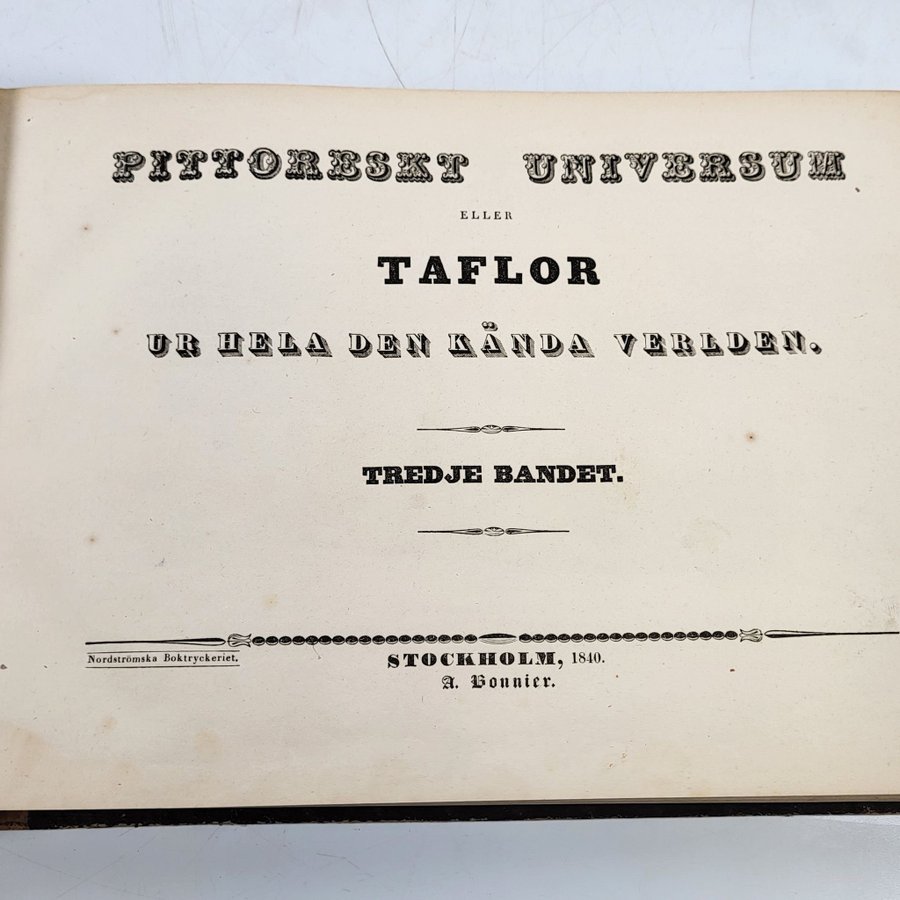 PITTORESKT UNIVERSUM
ELLER
TAFLOR
UR HELA DEN KÄNDA VERLDEN.
TREDJE BANDET.
Nordströmska Boktryckeriet.
STOCKHOLM, 1840.
A. Bonnier.